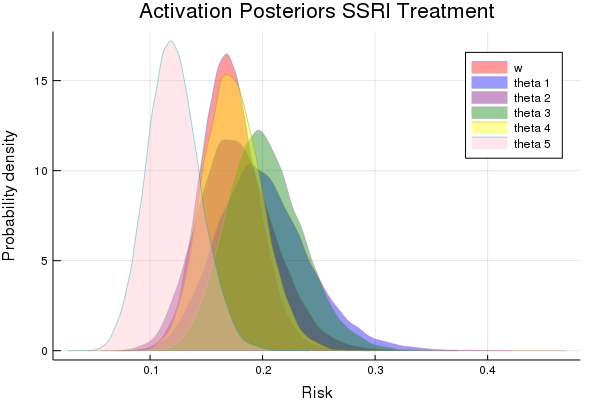 Activation Posteriors SSRI Treatment
w
theta 1
theta 2
theta 3
theta 4
theta 5
Probability density
15
10
5
0
0.1 0.2 0.3 0.4
Risk